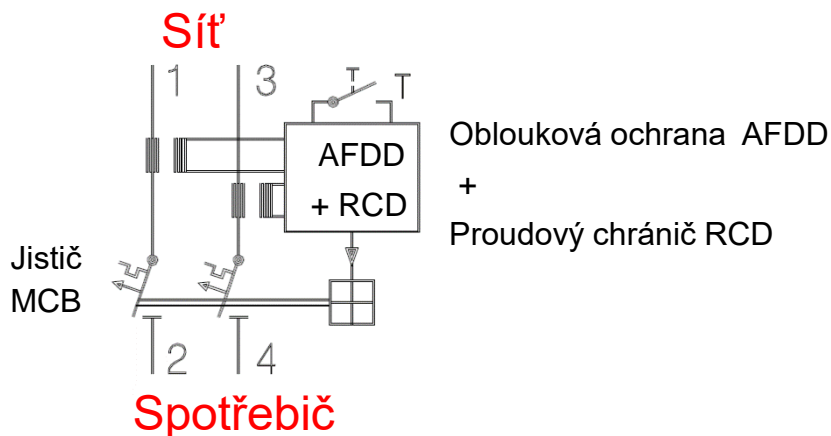 Síť
1
3
T
T
AFDD
+ RCD
Oblouková ochrana AFDD
+
Proudový chránič RCD
Jistič
MCB
2
4
Spotřebič